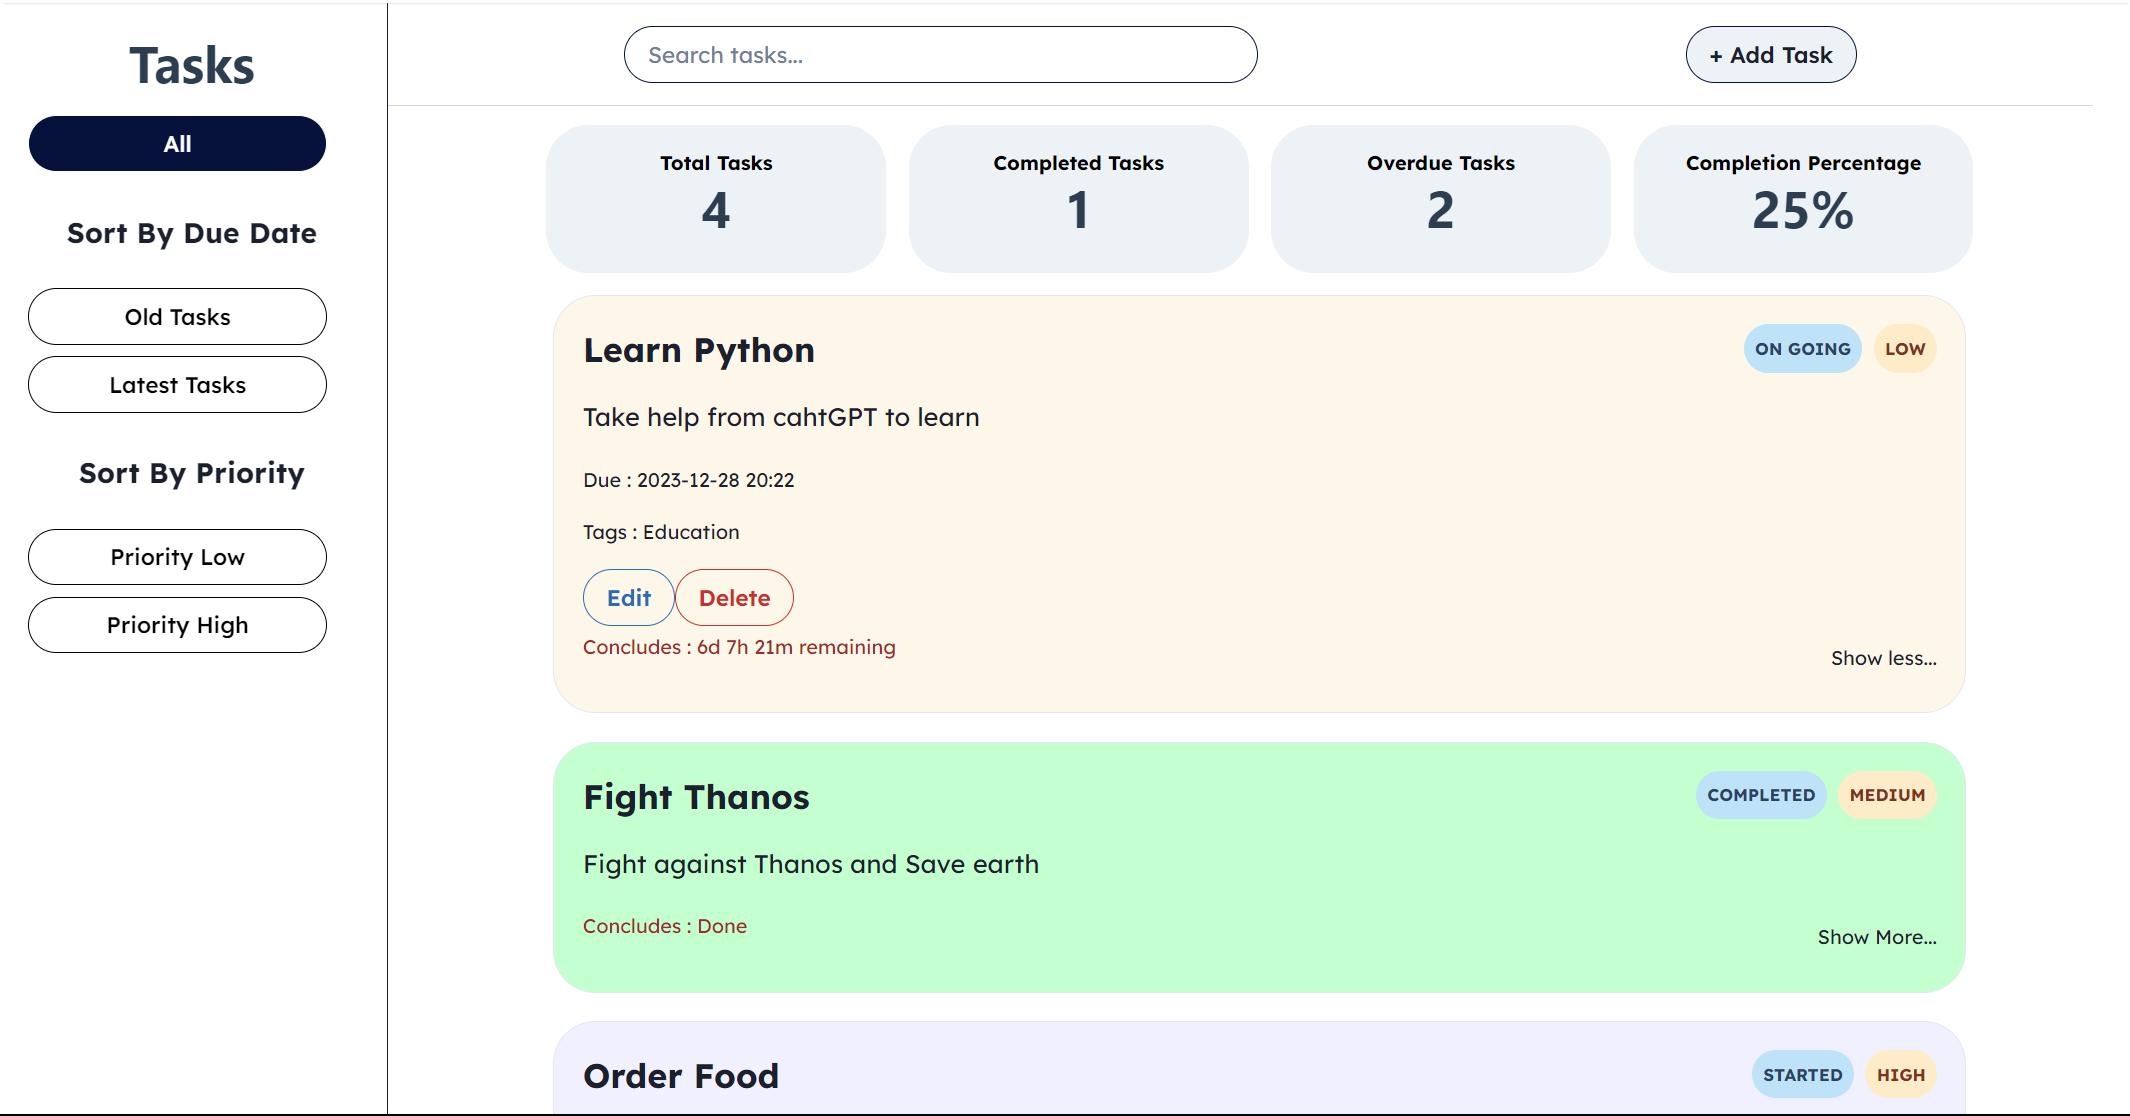 Tasks
All
Sort By Due Date
Old Tasks
Latest Tasks
Sort By Priority
Priority Low
Priority High
Search tasks...
+ Add Task
Total Tasks
4
Completed Tasks
1
Overdue Tasks
2
Completion Percentage
25%
Learn Python
ON GOING
LOW
Take help from cahtGPT to learn
Due : 2023-12-28 20:22
Tags : Education
Edit
Delete
Concludes : 6d 7h 21m remaining
Show less...
Fight Thanos
COMPLETED
MEDIUM
Fight against Thanos and Save earth
Concludes : Done
Show More...
Order Food
STARTED
HIGH